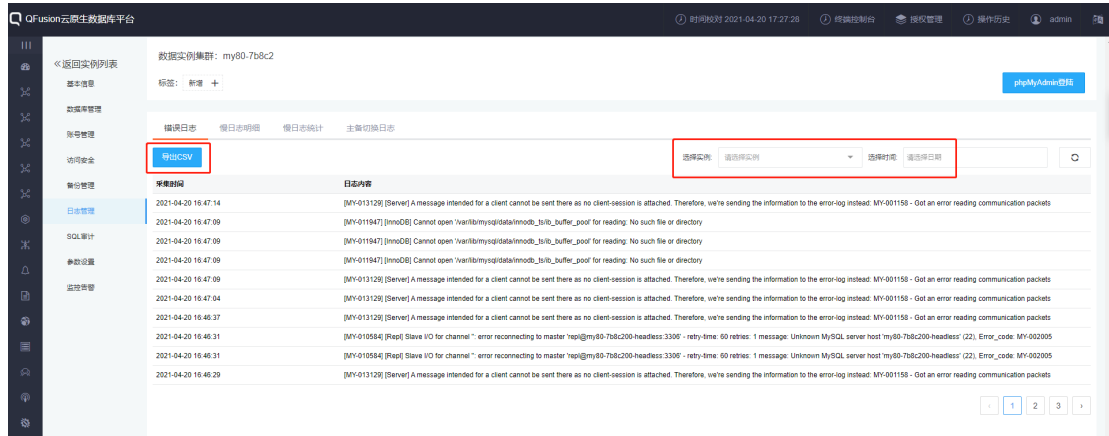 QFusion云原生数据库平台
时间校对 2021-04-20 17:27:28
终端控制台
授权管理
操作历史
admin
≪返回实例列表
基本信息
数据库管理
账号管理
访问安全
备份管理
日志管理
SQL审计
参数设置
监控告警
数据实例集群：my80-7b8c2
标签： 新增 +
phpMyAdmin登陆
错误日志 慢日志明细 慢日志统计 主备切换日志
导出CSV
选择实例: 请选择实例 选择时间: 请选择日期
采集时间 日志内容
2021-04-20 16:47:14 [MY-013129] [Server] A message intended for a client cannot be sent there as no client-session is attached. Therefore, we're sending the information to the error-log instead: MY-001158 - Got an error reading communication packets
2021-04-20 16:47:09 [MY-011947] [InnoDB] Cannot open '/var/lib/mysql/data/innodb_ts/ib_buffer_pool' for reading: No such file or directory
2021-04-20 16:47:09 [MY-011947] [InnoDB] Cannot open '/var/lib/mysql/data/innodb_ts/ib_buffer_pool' for reading: No such file or directory
2021-04-20 16:47:09 [MY-011947] [InnoDB] Cannot open '/var/lib/mysql/data/innodb_ts/ib_buffer_pool' for reading: No such file or directory
2021-04-20 16:47:09 [MY-013129] [Server] A message intended for a client cannot be sent there as no client-session is attached. Therefore, we're sending the information to the error-log instead: MY-001158 - Got an error reading communication packets
2021-04-20 16:47:04 [MY-013129] [Server] A message intended for a client cannot be sent there as no client-session is attached. Therefore, we're sending the information to the error-log instead: MY-001158 - Got an error reading communication packets
2021-04-20 16:46:37 [MY-013129] [Server] A message intended for a client cannot be sent there as no client-session is attached. Therefore, we're sending the information to the error-log instead: MY-001158 - Got an error reading communication packets
2021-04-20 16:46:31 [MY-010584] [Repl] Slave I/O for channel '': error reconnecting to master 'repl@my80-7b8c200-headless:3306' - retry-time: 60 retries: 1 message: Unknown MySQL server host 'my80-7b8c200-headless' (22), Error_code: MY-002005
2021-04-20 16:46:31 [MY-010584] [Repl] Slave I/O for channel '': error reconnecting to master 'repl@my80-7b8c200-headless:3306' - retry-time: 60 retries: 1 message: Unknown MySQL server host 'my80-7b8c200-headless' (22), Error_code: MY-002005
2021-04-20 16:46:29 [MY-013129] [Server] A message intended for a client cannot be sent there as no client-session is attached. Therefore, we're sending the information to the error-log instead: MY-001158 - Got an error reading communication packets
‹ 1 2 3 ›